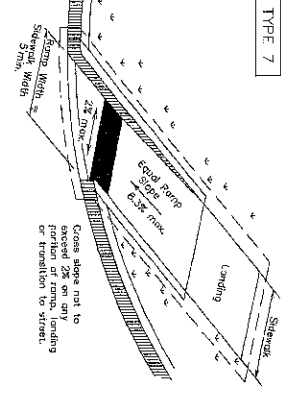 TYPE 7
Sidewalk
Landing
Equal Ramp
Slope
8.3% max.
2% max.
Ramp Width =
Sidewalk Width
5 min.
Cross slope not to
exceed 2% on any
portion of ramp, landing
or transition to street.